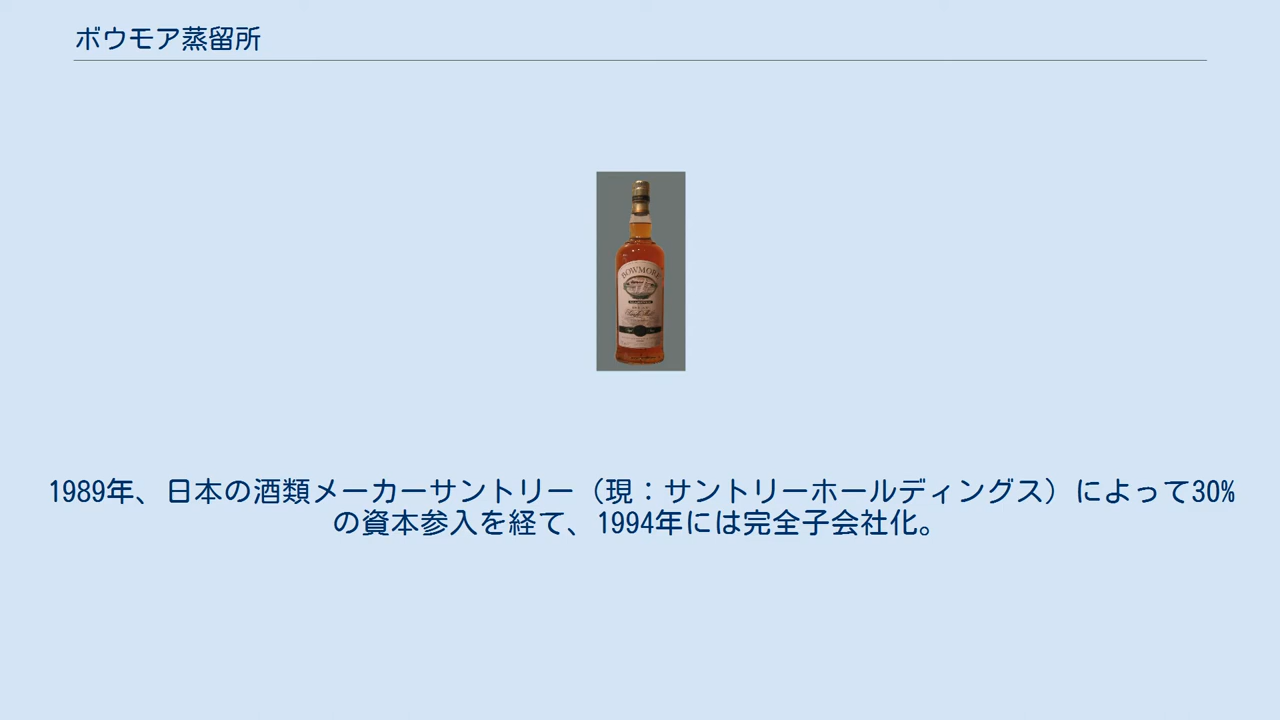 ボウモア蒸留所
BOWMORE
Single Malt
1989年、日本の酒類メーカーサントリー（現：サントリーホールディングス）によって30%
の資本参入を経て、1994年には完全子会社化。